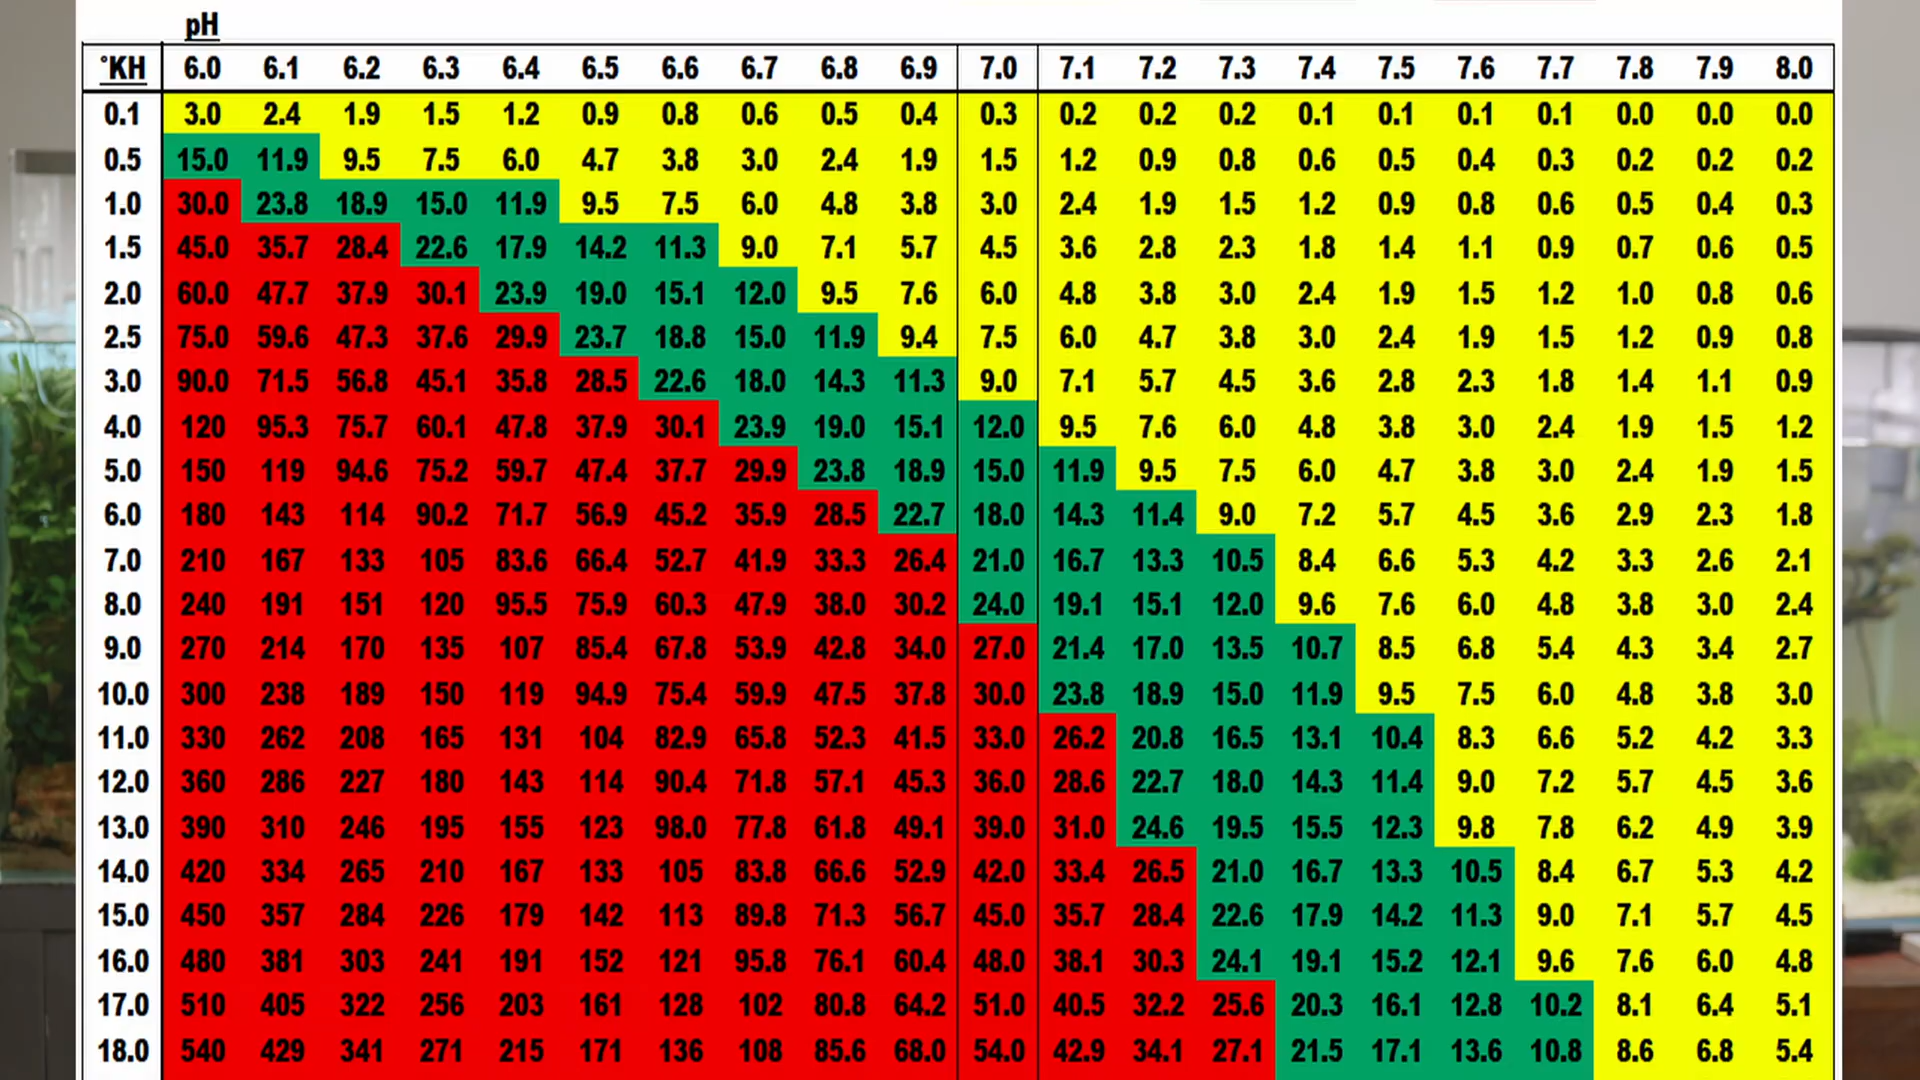 pH
°KH 6.0 6.1 6.2 6.3 6.4 6.5 6.6 6.7 6.8 6.9 7.0 7.1 7.2 7.3 7.4 7.5 7.6 7.7 7.8 7.9 8.0
0.1 3.0 2.4 1.9 1.5 1.2 0.9 0.8 0.6 0.5 0.4 0.3 0.2 0.2 0.2 0.1 0.1 0.1 0.1 0.0 0.0 0.0
0.5 15.0 11.9 9.5 7.5 6.0 4.7 3.8 3.0 2.4 1.9 1.5 1.2 0.9 0.8 0.6 0.5 0.4 0.3 0.2 0.2 0.2
1.0 30.0 23.8 18.9 15.0 11.9 9.5 7.5 6.0 4.8 3.8 3.0 2.4 1.9 1.5 1.2 0.9 0.8 0.6 0.5 0.4 0.3
1.5 45.0 35.7 28.4 22.6 17.9 14.2 11.3 9.0 7.1 5.7 4.5 3.6 2.8 2.3 1.8 1.4 1.1 0.9 0.7 0.6 0.5
2.0 60.0 47.7 37.9 30.1 23.9 19.0 15.1 12.0 9.5 7.6 6.0 4.8 3.8 3.0 2.4 1.9 1.5 1.2 1.0 0.8 0.6
2.5 75.0 59.6 47.3 37.6 29.9 23.7 18.8 15.0 11.9 9.4 7.5 6.0 4.7 3.8 3.0 2.4 1.9 1.5 1.2 0.9 0.8
3.0 90.0 71.5 56.8 45.1 35.8 28.5 22.6 18.0 14.3 11.3 9.0 7.1 5.7 4.5 3.6 2.8 2.3 1.8 1.4 1.1 0.9
4.0 120 95.3 75.7 60.1 47.8 37.9 30.1 23.9 19.0 15.1 12.0 9.5 7.6 6.0 4.8 3.8 3.0 2.4 1.9 1.5 1.2
5.0 150 119 94.6 75.2 59.7 47.4 37.7 29.9 23.8 18.9 15.0 11.9 9.5 7.5 6.0 4.7 3.8 3.0 2.4 1.9 1.5
6.0 180 143 114 90.2 71.7 56.9 45.2 35.9 28.5 22.7 18.0 14.3 11.4 9.0 7.2 5.7 4.5 3.6 2.9 2.3 1.8
7.0 210 167 133 105 83.6 66.4 52.7 41.9 33.3 26.4 21.0 16.7 13.3 10.5 8.4 6.6 5.3 4.2 3.3 2.6 2.1
8.0 240 191 151 120 95.5 75.9 60.3 47.9 38.0 30.2 24.0 19.1 15.1 12.0 9.6 7.6 6.0 4.8 3.8 3.0 2.4
9.0 270 214 170 135 107 85.4 67.8 53.9 42.8 34.0 27.0 21.4 17.0 13.5 10.7 8.5 6.8 5.4 4.3 3.4 2.7
10.0 300 238 189 150 119 94.9 75.4 59.9 47.5 37.8 30.0 23.8 18.9 15.0 11.9 9.5 7.5 6.0 4.8 3.8 3.0
11.0 330 262 208 165 131 104 82.9 65.8 52.3 41.5 33.0 26.2 20.8 16.5 13.1 10.4 8.3 6.6 5.2 4.2 3.3
12.0 360 286 227 180 143 114 90.4 71.8 57.1 45.3 36.0 28.6 22.7 18.0 14.3 11.4 9.0 7.2 5.7 4.5 3.6
13.0 390 310 246 195 155 123 98.0 77.8 61.8 49.1 39.0 31.0 24.6 19.5 15.5 12.3 9.8 7.8 6.2 4.9 3.9
14.0 420 334 265 210 167 133 105 83.8 66.6 52.9 42.0 33.4 26.5 21.0 16.7 13.3 10.5 8.4 6.7 5.3 4.2
15.0 450 357 284 226 179 142 113 89.8 71.3 56.7 45.0 35.7 28.4 22.6 17.9 14.2 11.3 9.0 7.1 5.7 4.5
16.0 480 381 303 241 191 152 121 95.8 76.1 60.4 48.0 38.1 30.3 24.1 19.1 15.2 12.1 9.6 7.6 6.0 4.8
17.0 510 405 322 256 203 161 128 102 80.8 64.2 51.0 40.5 32.2 25.6 20.3 16.1 12.8 10.2 8.1 6.4 5.1
18.0 540 429 341 271 215 171 136 108 85.6 68.0 54.0 42.9 34.1 27.1 21.5 17.1 13.6 10.8 8.6 6.8 5.4